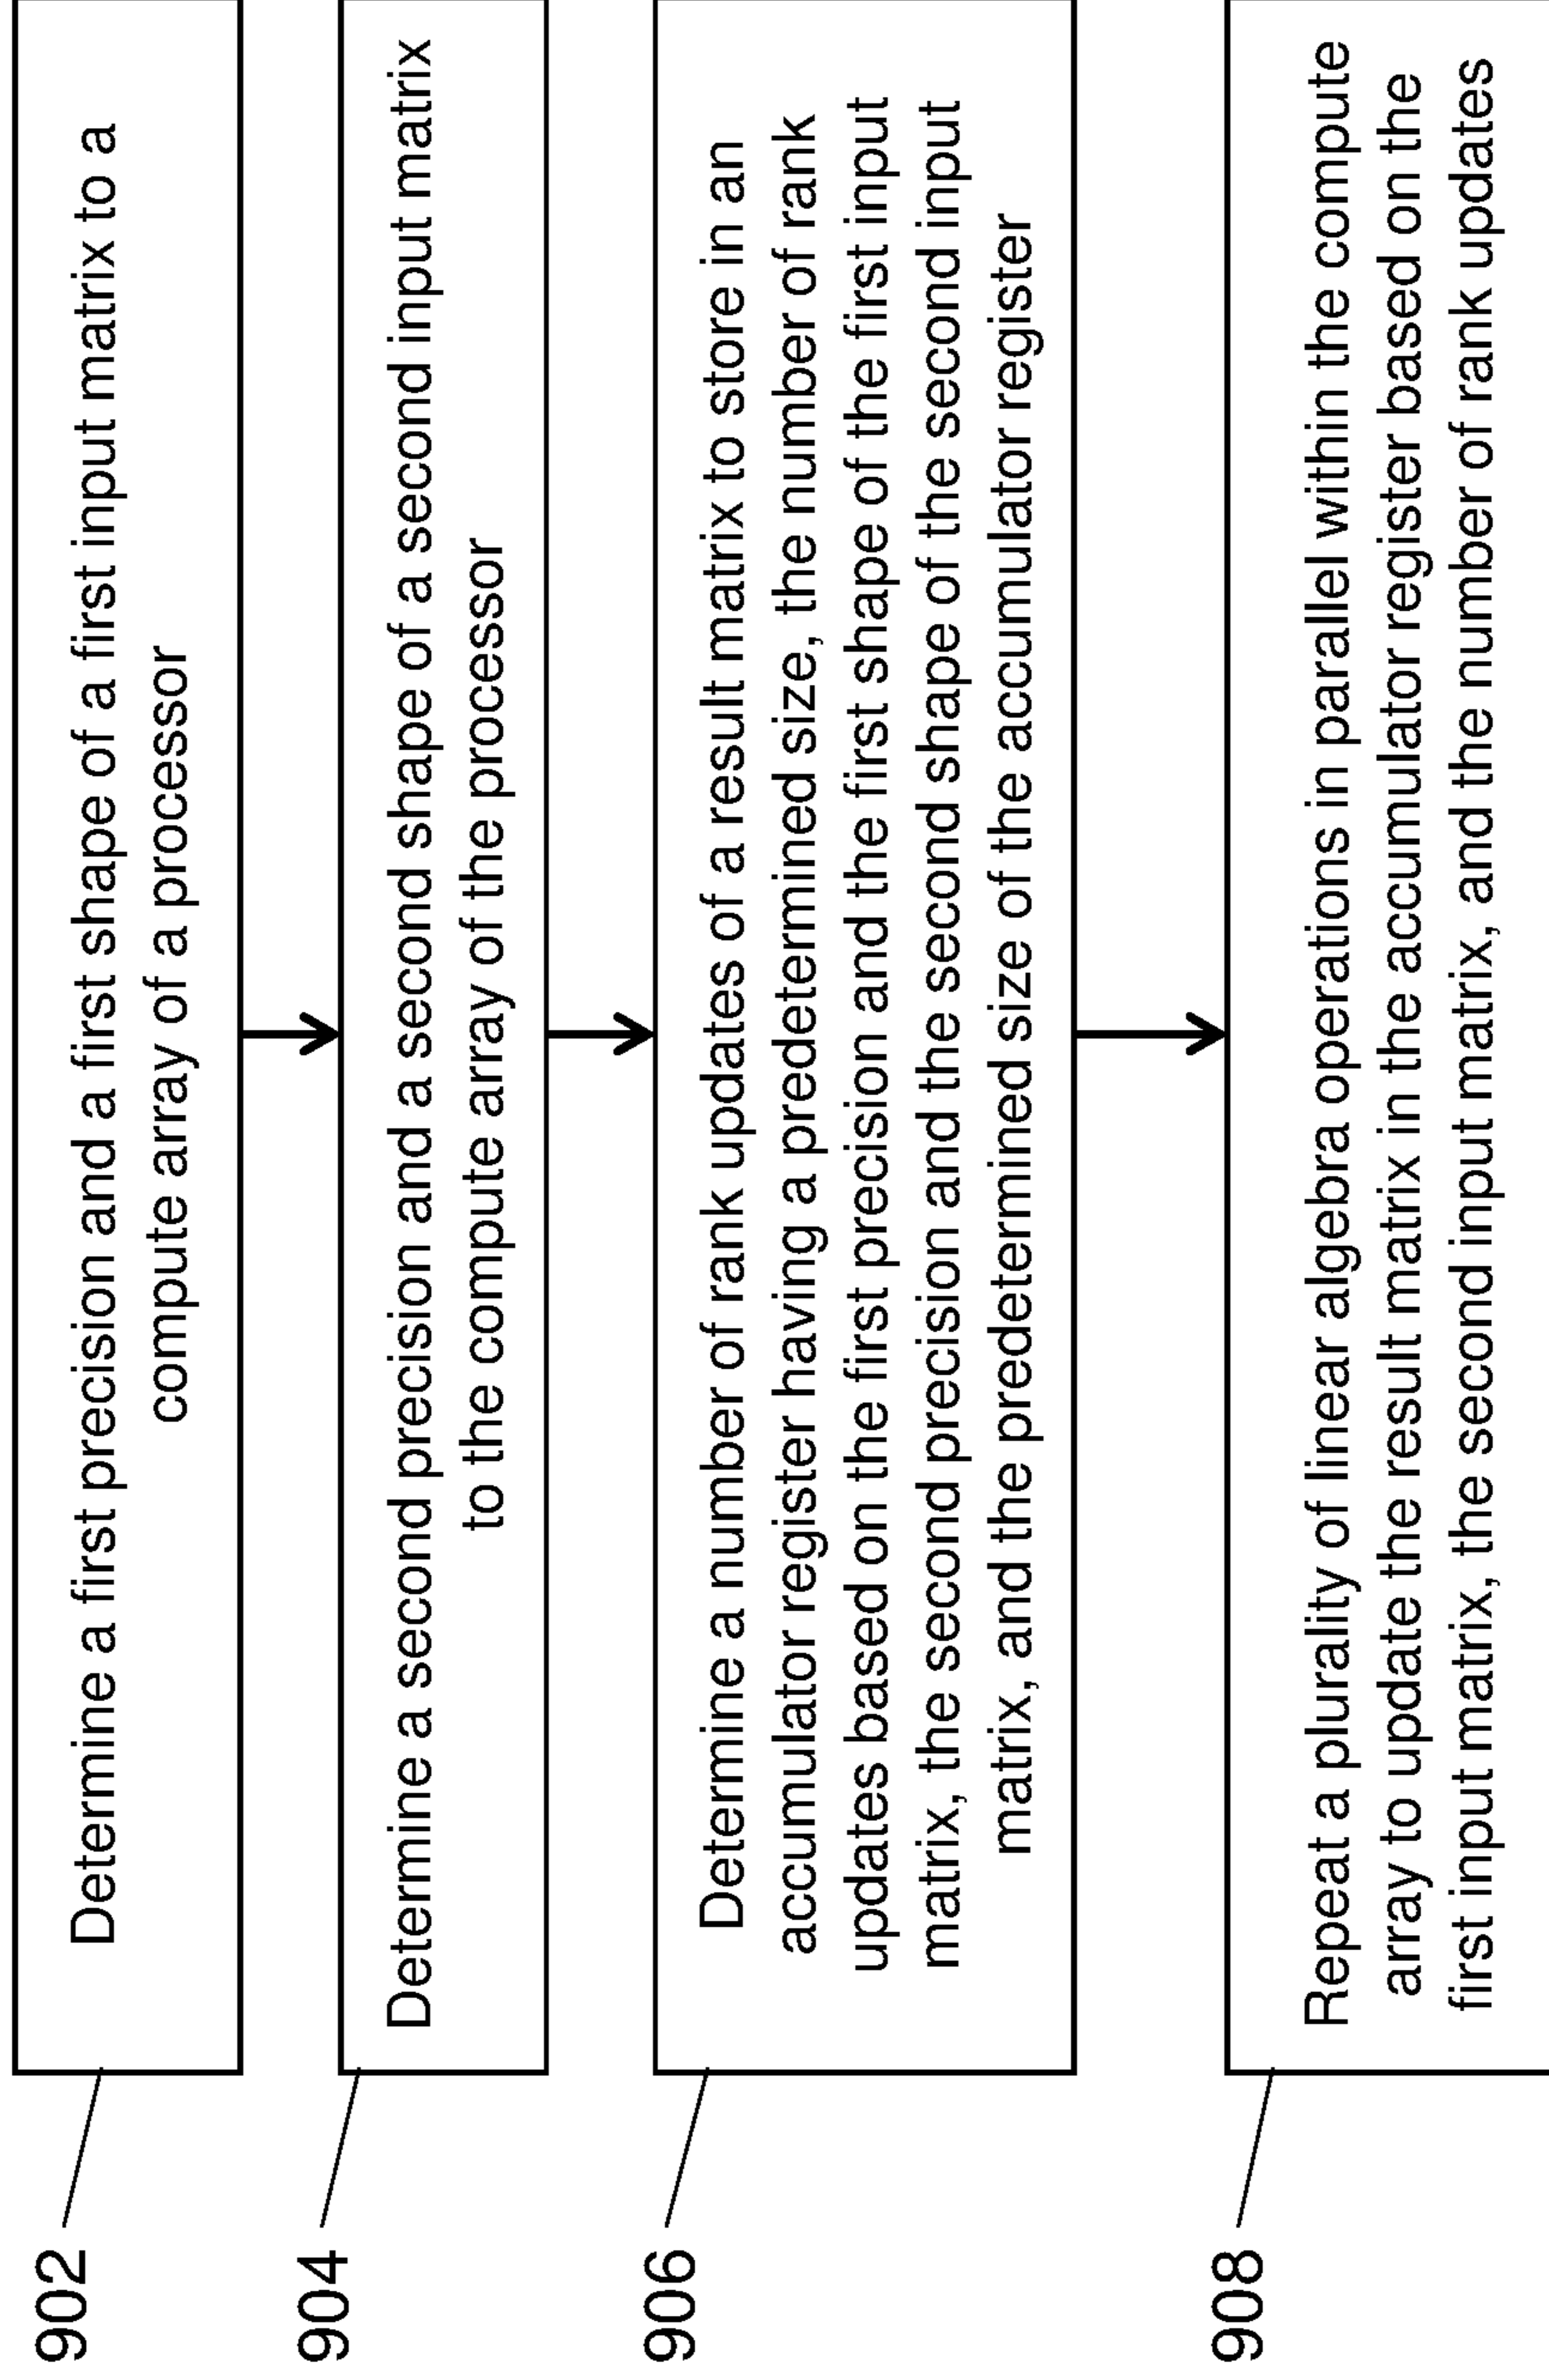 902
Determine a first precision and a first shape of a first input matrix to a
compute array of a processor
904
Determine a second precision and a second shape of a second input matrix
to the compute array of the processor
906
Determine a number of rank updates of a result matrix to store in an
accumulator register having a predetermined size, the number of rank
updates based on the first precision and the first shape of the first input
matrix, the second precision and the second shape of the second input
matrix, and the predetermined size of the accumulator register
908
Repeat a plurality of linear algebra operations in parallel within the compute
array to update the result matrix in the accumulator register based on the
first input matrix, the second input matrix, and the number of rank updates